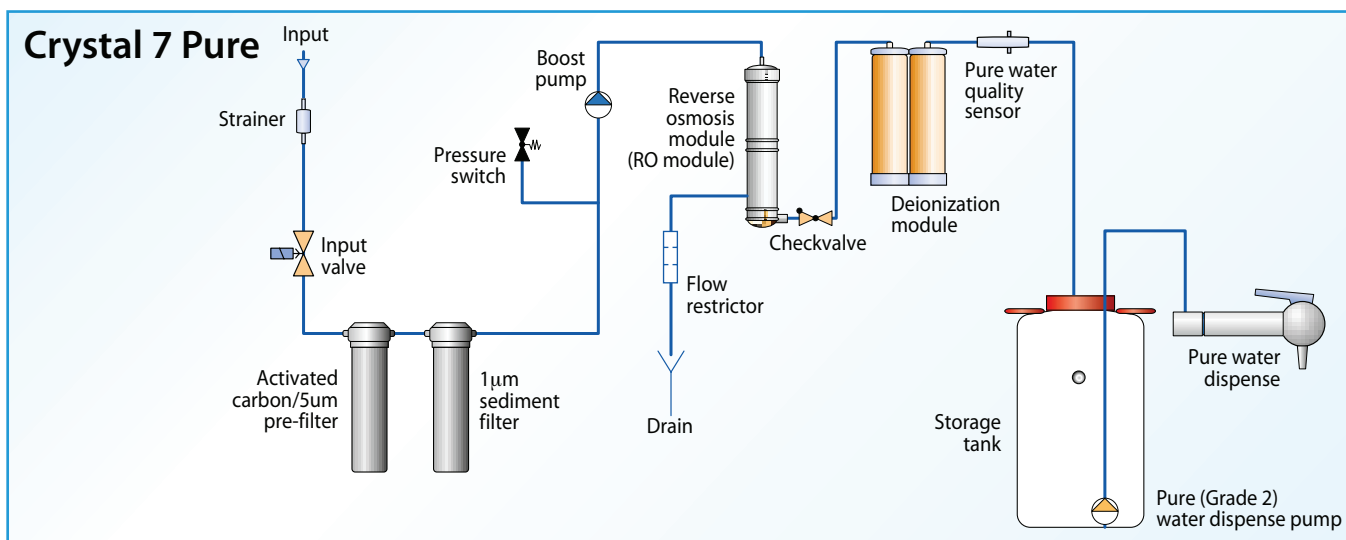 Crystal 7 Pure
Input
Strainer
Input
valve
Activated
carbon/5um
pre-filter
1µm
sediment
filter
Pressure
switch
Boost
pump
Reverse
osmosis
module
(RO module)
Checkvalve
Flow
restrictor
Drain
Deionization
module
Pure water
quality
sensor
Storage
tank
Pure water
dispense
Pure (Grade 2)
water dispense pump